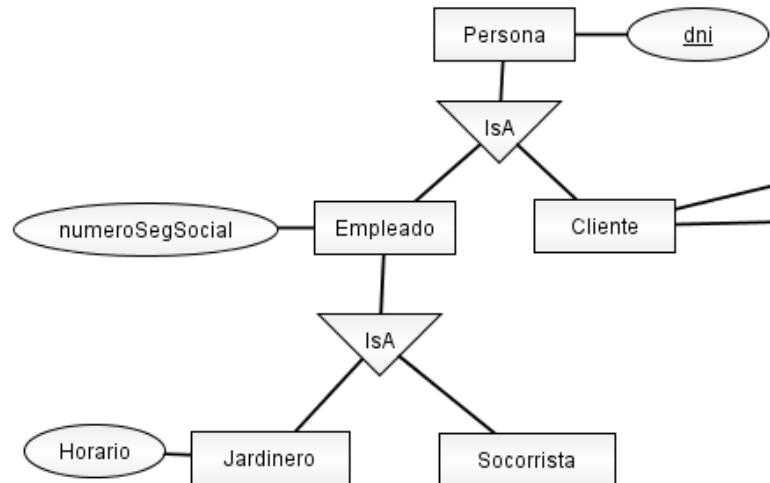 Persona
dni
IsA
numeroSegSocial
Empleado
Cliente
IsA
Horario
Jardinero
Socorrista